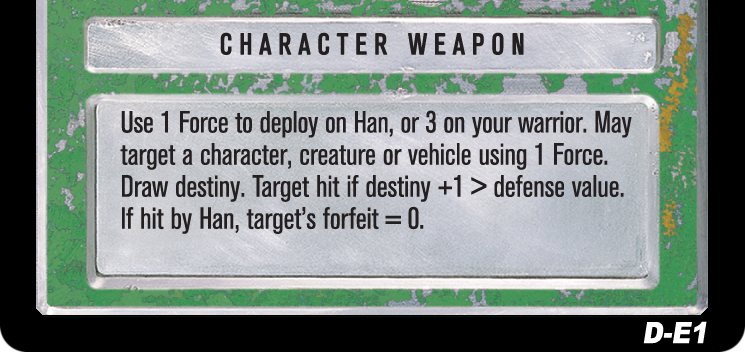 CHARACTER WEAPON
Use 1 Force to deploy on Han, or 3 on your warrior. May
target a character, creature or vehicle using 1 Force.
Draw destiny. Target hit if destiny +1 > defense value.
If hit by Han, target's forfeit = 0.
D-E1